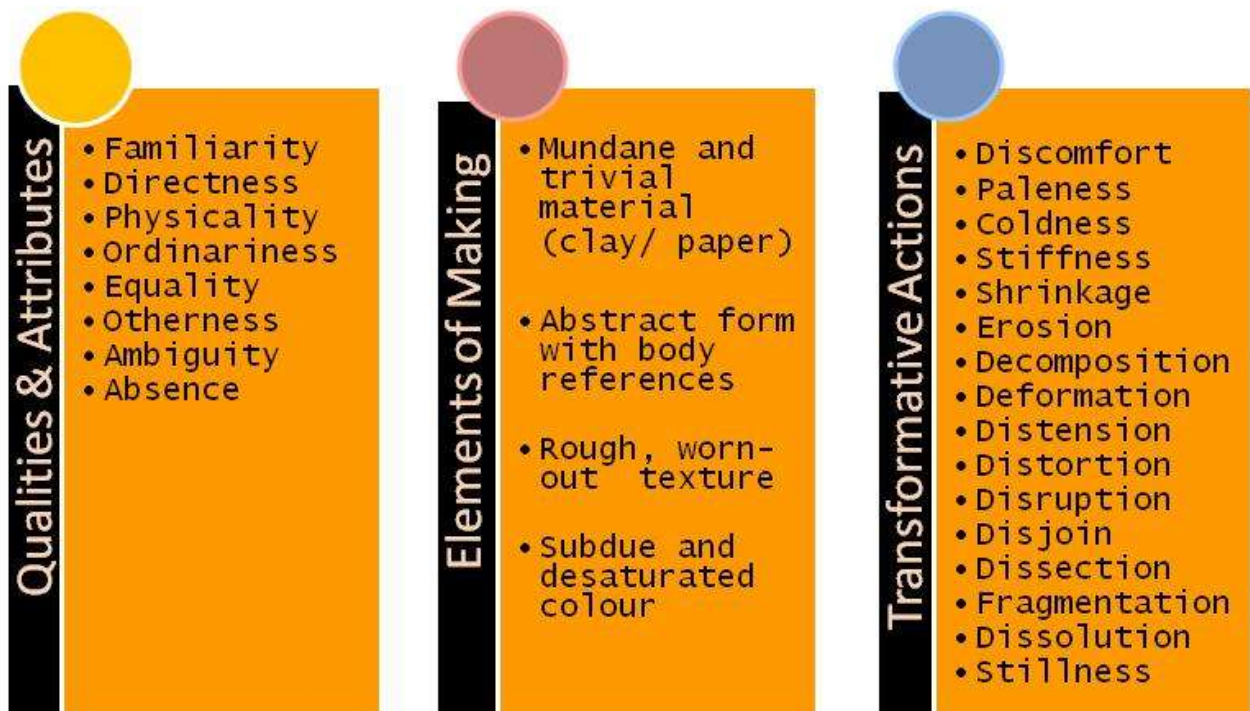 Qualities & Attributes
• Familiarity
• Directness
• Physicality
• Ordinariness
• Equality
• Otherness
• Ambiguity
• Absence
Elements of Making
• Mundane and
trivial
material
(clay/ paper)
• Abstract form
with body
references
• Rough, worn-
out texture
• Subdue and
desaturated
colour
Transformative Actions
• Discomfort
• Paleness
• Coldness
• Stiffness
• Shrinkage
• Erosion
• Decomposition
• Deformation
• Distension
• Distortion
• Disruption
• Disjoin
• Dissection
• Fragmentation
• Dissolution
• Stillness